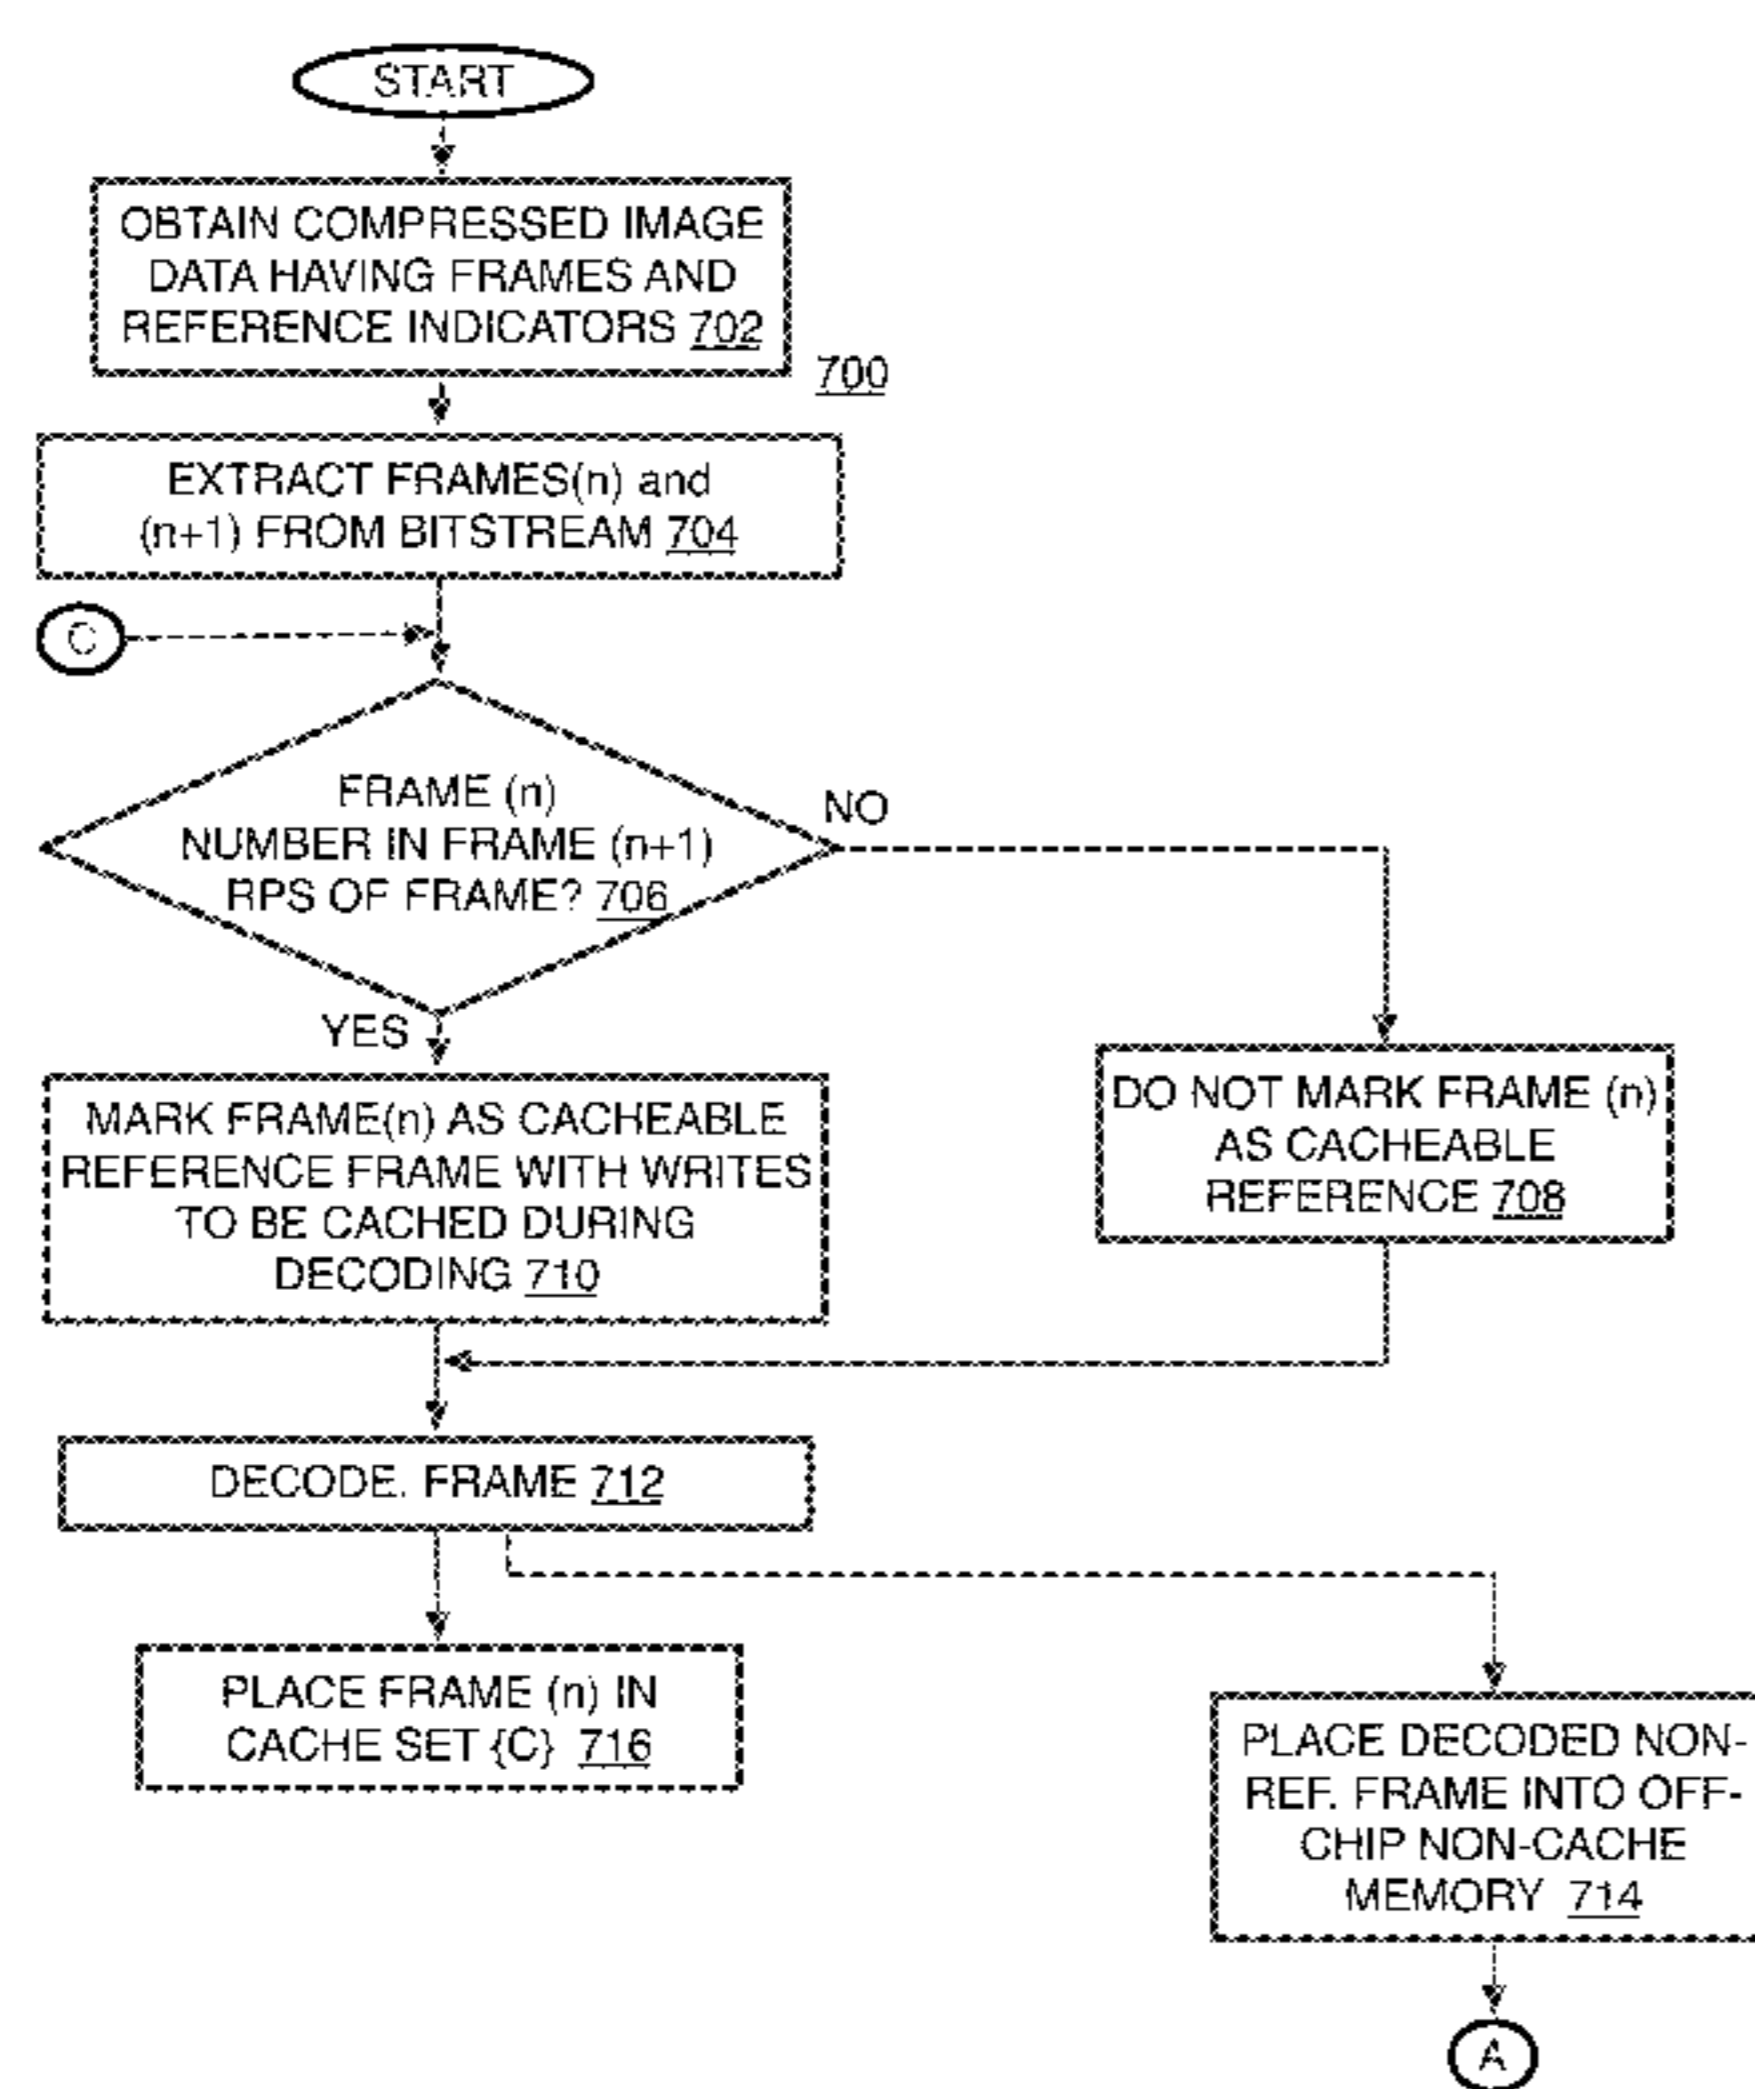 START
OBTAIN COMPRESSED IMAGE
DATA HAVING FRAMES AND
REFERENCE INDICATORS 702
700
EXTRACT FRAMES(n) and
(n+1) FROM BITSTREAM 704
C
FRAME (n)
NUMBER IN FRAME (n+1)
RPS OF FRAME? 706
NO
YES
MARK FRAME(n) AS CACHEABLE
REFERENCE FRAME WITH WRITES
TO BE CACHED DURING
DECODING 710
DO NOT MARK FRAME (n)
AS CACHEABLE
REFERENCE 708
DECODE. FRAME 712
PLACE FRAME (n) IN
CACHE SET {C} 716
PLACE DECODED NON-
REF. FRAME INTO OFF-
CHIP NON-CACHE
MEMORY 714
A